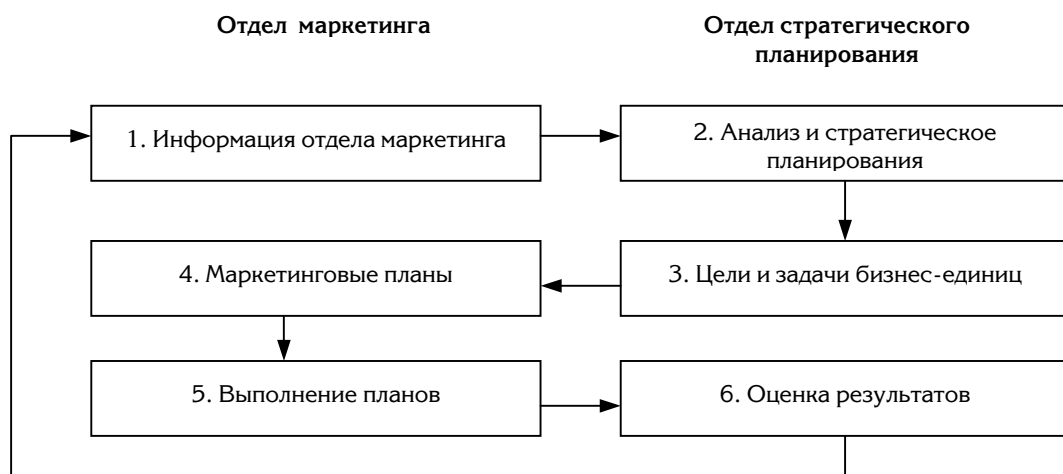 Отдел маркетинга
Отдел стратегического
планирования
1. Информация отдела маркетинга
2. Анализ и стратегическое
планирования
4. Маркетинговые планы
3. Цели и задачи бизнес-единиц
5. Выполнение планов
6. Оценка результатов